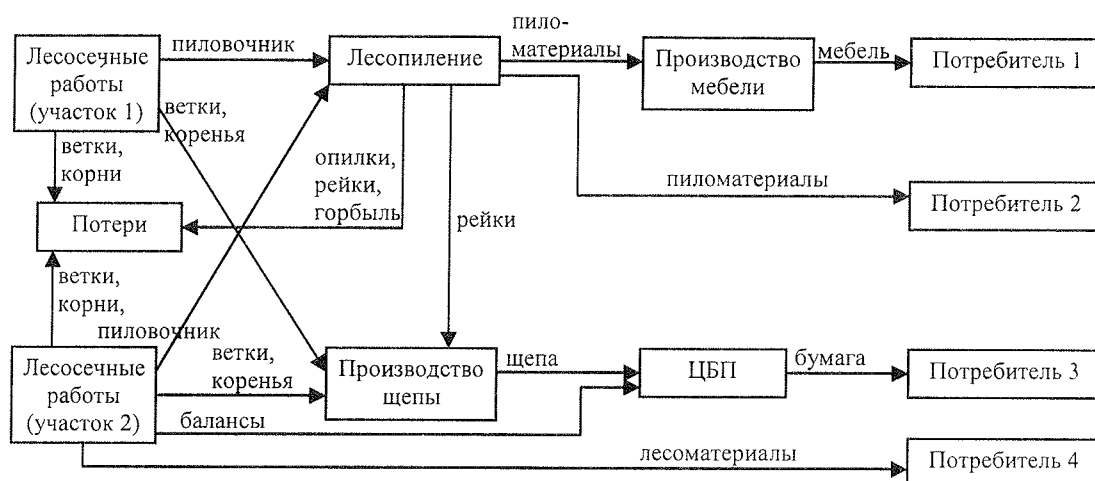 Лесосечные
работы
(участок 1)
пиловочник
Лесопиление
пило-
материалы
Производство
мебели
мебель
Потребитель 1
ветки,
коренья
ветки,
корни
опилки,
рейки,
горбыль
рейки
пиломатериалы
Потребитель 2
Потери
ветки,
корни,
пиловочник
Лесосечные
работы
(участок 2)
ветки,
коренья
Производство
щепы
щепа
ЦБП
бумага
Потребитель 3
балансы
лесоматериалы
Потребитель 4